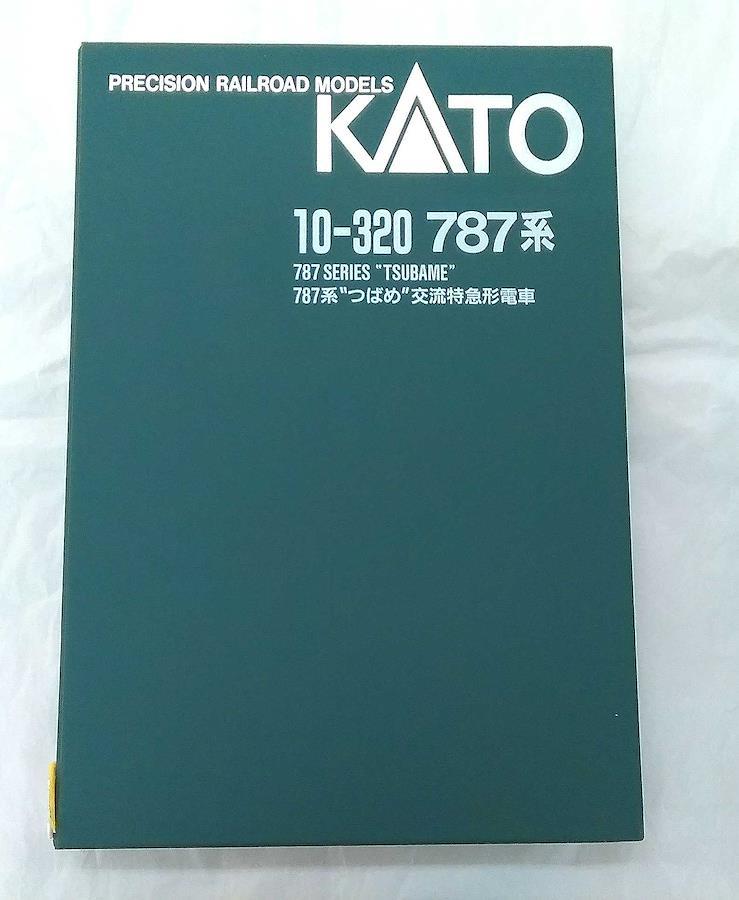 PRECISION RAILROAD MODELS
KATO
10-320 787系
787 SERIES "TSUBAME"
787系"つばめ"交流特急形電車